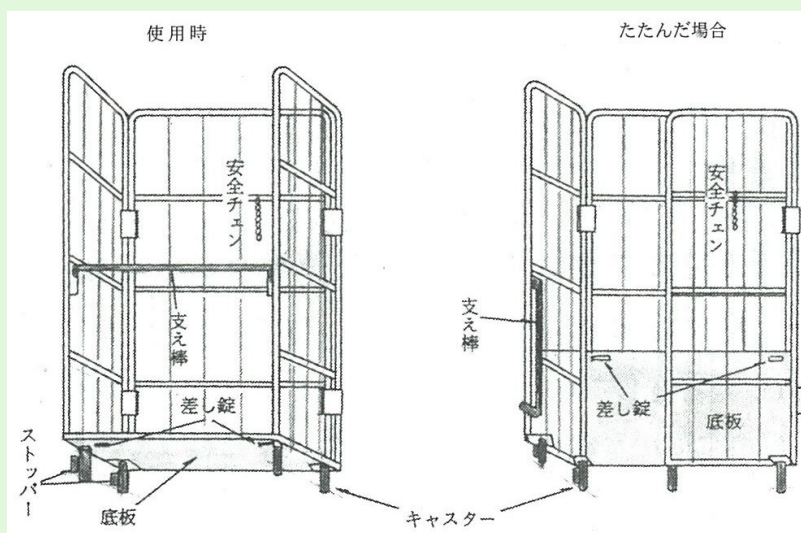 使用時
たたんだ場合
安全チェン
支え棒
差し錠
ストッパー
底板
キャスター
安全チェン
支え棒
差し錠
底板